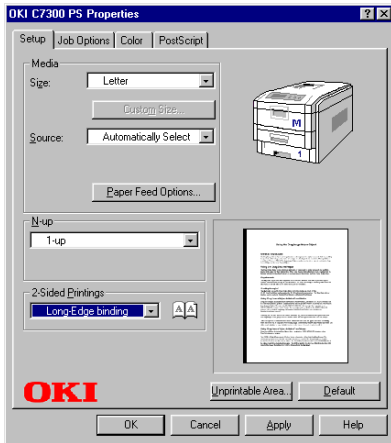 OKI C7300 PS Properties
Setup Job Options Color PostScript
Media
Size: Letter
Custom Size...
Source: Automatically Select
Paper Feed Options...
M
1
N-up
1-up
2-Sided Printings
Long-Edge binding A A
OKI
Unprintable Area... Default
OK Cancel Apply Help